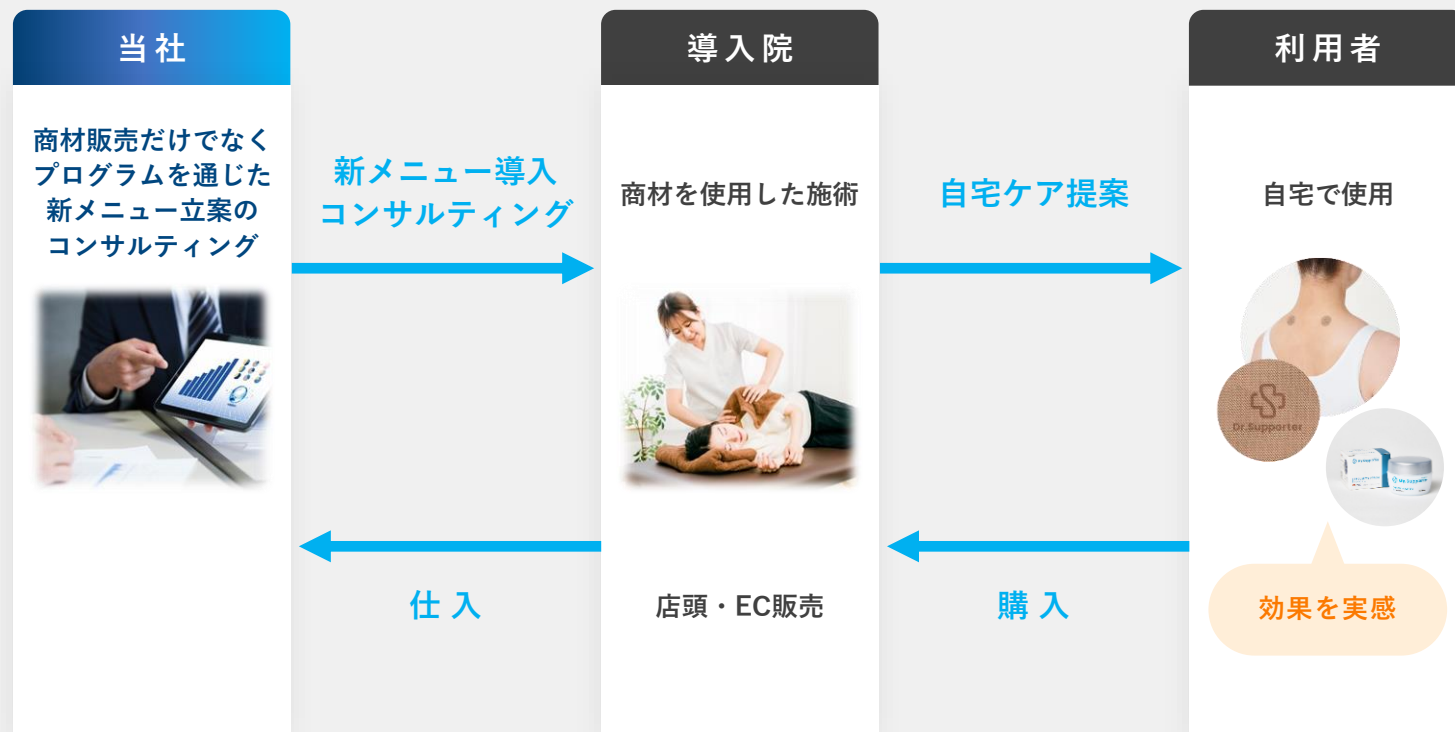 当社
導入院
利用者
商材販売だけでなく
プログラムを通じた
新メニュー立案の
コンサルティング
新メニュー導入
コンサルティング
商材を使用した施術
自宅ケア提案
自宅で使用
Dr.Supporter
仕入
店頭・EC販売
購入
効果を実感